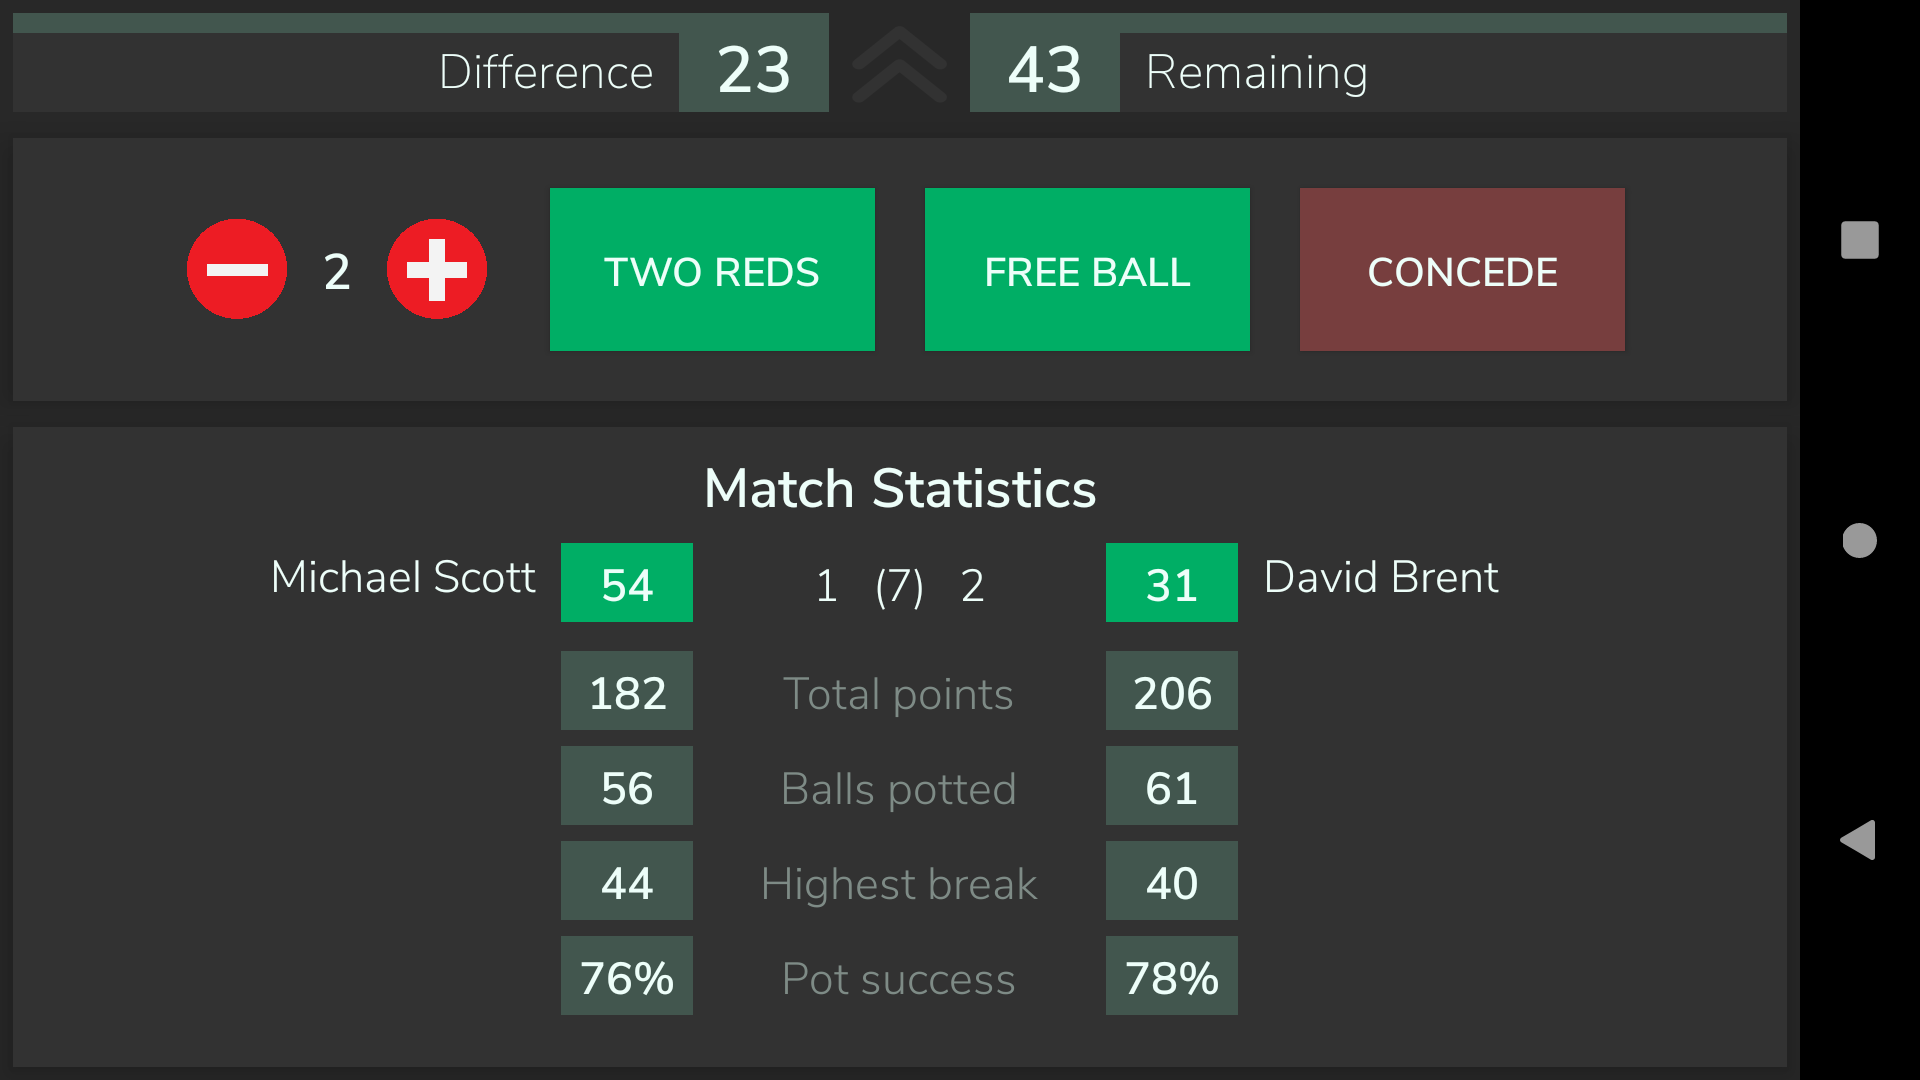 Difference 23 43 Remaining
2 TWO REDS FREE BALL CONCEDE
Match Statistics
Michael Scott 54 1 (7) 2 31 David Brent
182 Total points 206
56 Balls potted 61
44 Highest break 40
76% Pot success 78%